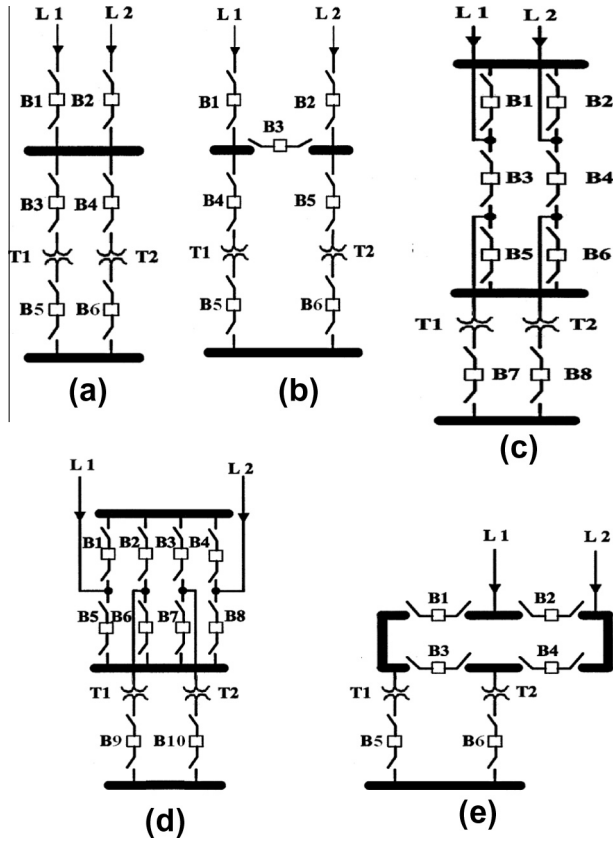 L 1 L 2
B1 B2
B3 B4
T1 T2
B5 B6
(a)
L 1 L 2
B1 B2
B3
B4 B5
T1 T2
B5 B6
(b)
L 1 L 2
B1 B2
B3 B4
B5 B6
T1 T2
B7 B8
(c)
L 1 L 2
B1 B2 B3 B4
B5 B6 B7 B8
T1 T2
B9 B10
(d)
L 1 L 2
B1 B2
B3 B4
T1 T2
B5 B6
(e)